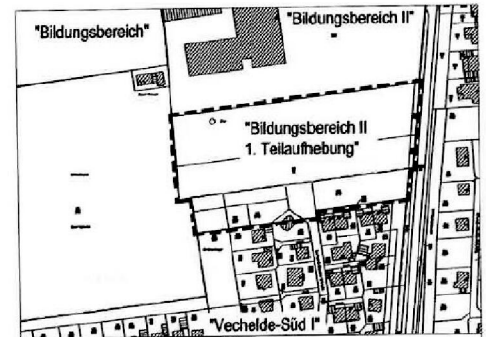 "Bildungsbereich"
"Bildungsbereich II"
"Bildungsbereich II
1. Teilaufhebung"
"Vechelde-Süd I"